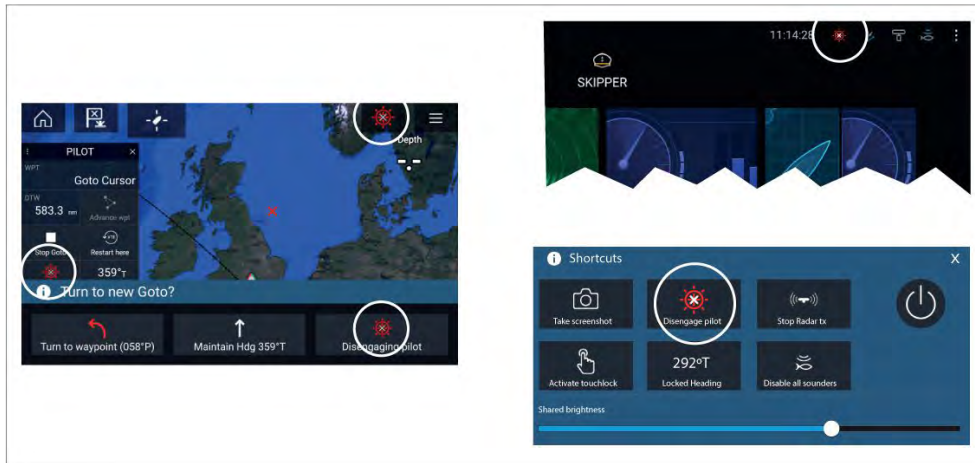 PILOT
×
Depth
--.-
WPT
Goto Cursor
DTW
583.3 nm
Advance wpt
XTE
Stop Goto
Restart here
359°T
Turn to new Goto?
Turn to waypoint (058°P)
Maintain Hdg 359°T
Disengaging pilot
11:14:28
SKIPPER
Shortcuts
X
Take screenshot
Disengage pilot
Stop Radar tx
Activate touchlock
292ºT
Locked Heading
Disable all sounders
Shared brightness